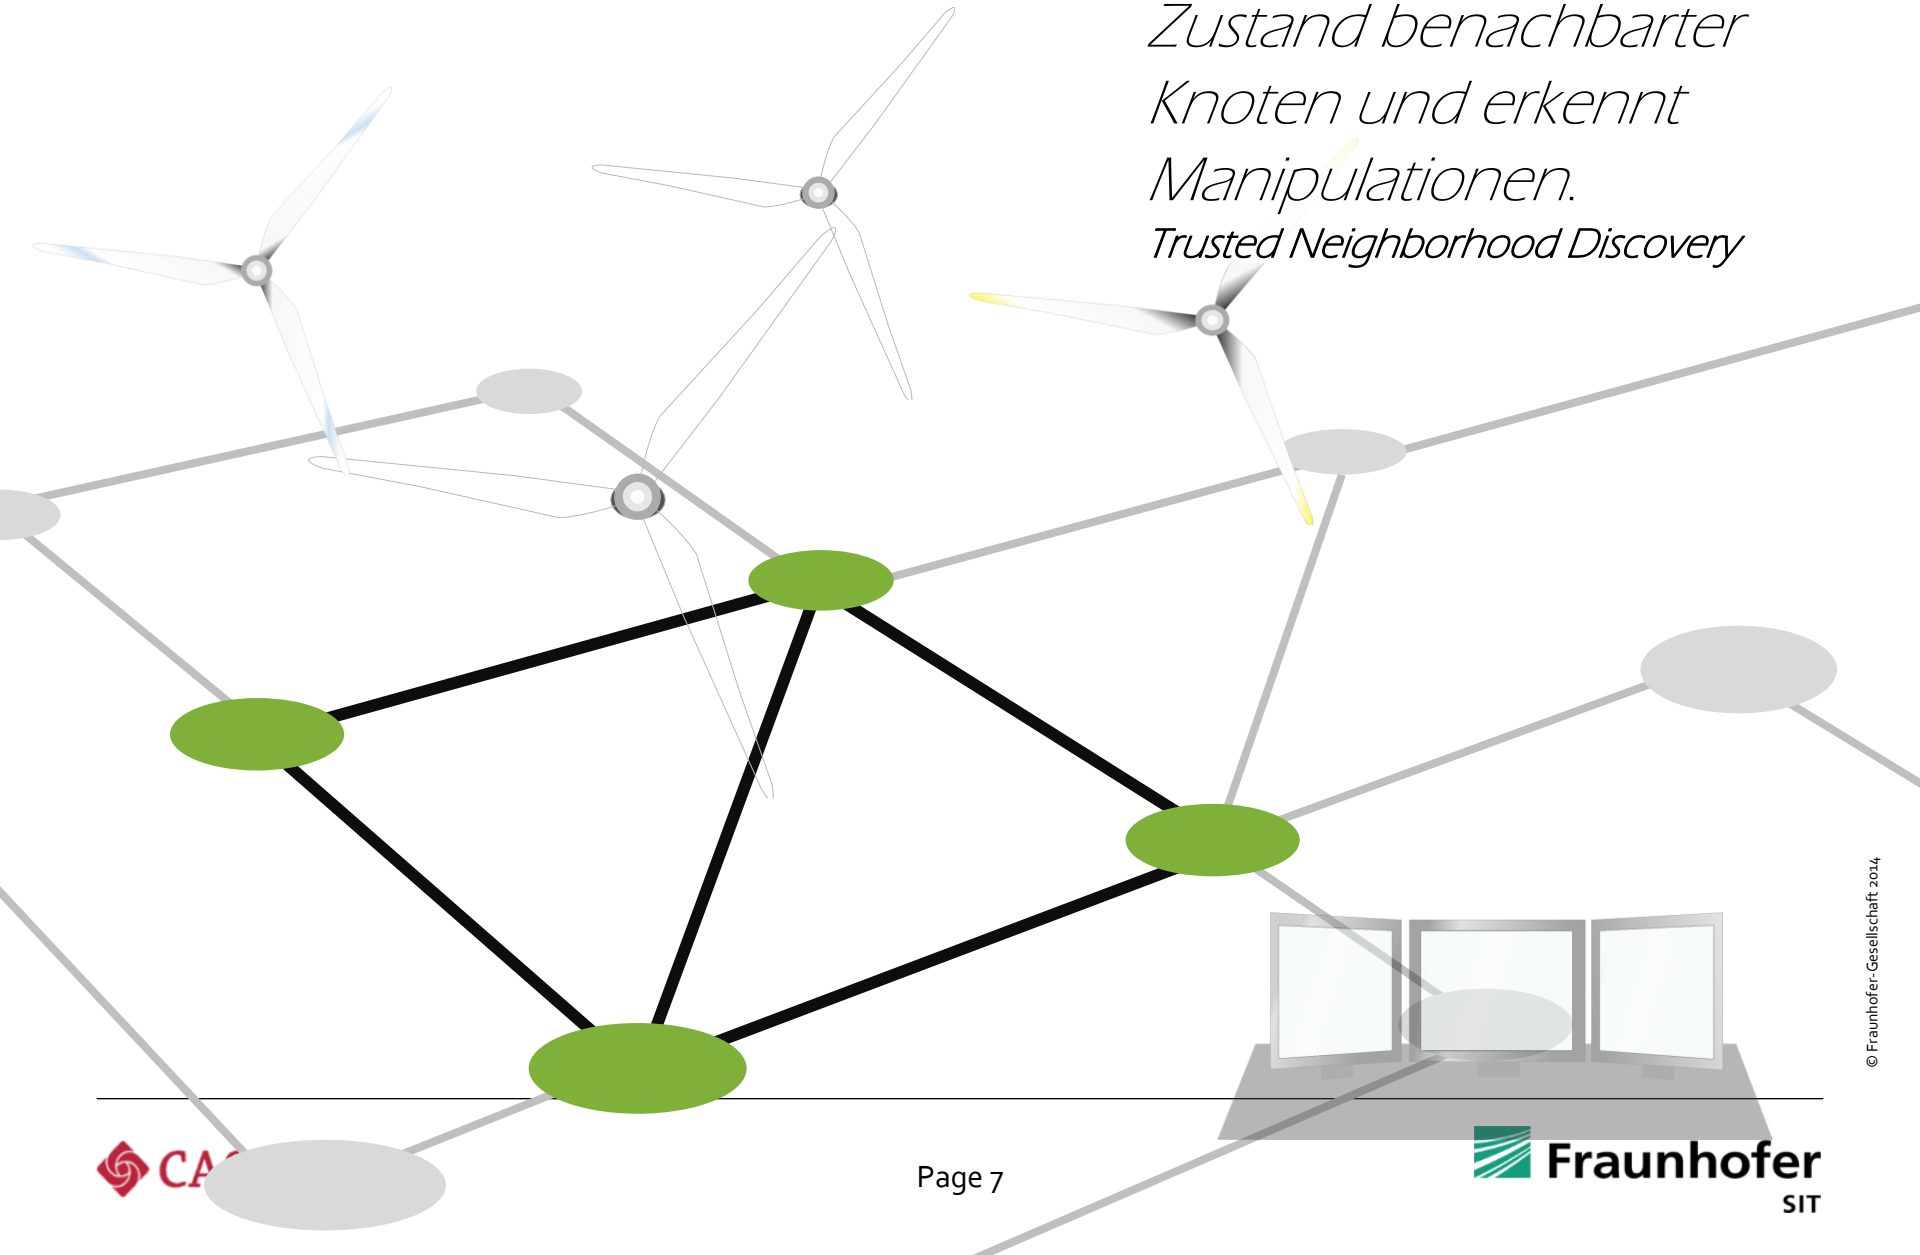 Zustand benachbarter
Knoten und erkennt
Manipulationen.
Trusted Neighborhood Discovery
© Fraunhofer-Gesellschaft 2014
Page 7
Fraunhofer
SIT